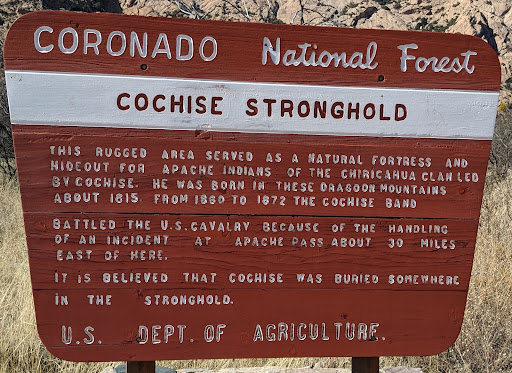 CORONADO National Forest
COCHISE STRONGHOLD
THIS RUGGED AREA SERVED AS A NATURAL FORTRESS AND
HIDEOUT FOR APACHE INDIANS OF THE CHIRICAHUA CLAN LED
BY COCHISE. HE WAS BORN IN THESE DRAGOON MOUNTAINS
ABOUT 1815. FROM 1860 TO 1872 THE COCHISE BAND
BATTLED THE U.S. CAVALRY BECAUSE OF THE HANDLING
OF AN INCIDENT AT APACHE PASS ABOUT 30 MILES
EAST OF HERE.
IT IS BELIEVED THAT COCHISE WAS BURIED SOMEWHERE
IN THE STRONGHOLD.
U.S. DEPT. OF AGRICULTURE.